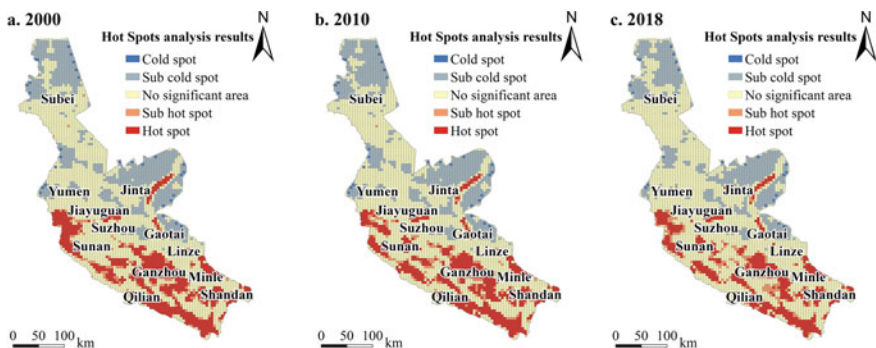 a. 2000
N
Hot Spots analysis results
Cold spot
Sub cold spot
No significant area
Sub hot spot
Hot spot
Subei
Yumen
Jinta
Jiayuguan
Suzhou
Gaotai
Sunan
Linze
Ganzhou
Minle
Qilian
Shandan
0 50 100
km
b. 2010
N
Hot Spots analysis results
Cold spot
Sub cold spot
No significant area
Sub hot spot
Hot spot
Subei
Yumen
Jinta
Jiayuguan
Suzhou
Gaotai
Sunan
Linze
Ganzhou
Minle
Qilian
Shandan
0 50 100
km
c. 2018
N
Hot Spots analysis results
Cold spot
Sub cold spot
No significant area
Sub hot spot
Hot spot
Subei
Yumen
Jinta
Jiayuguan
Suzhou
Gaotai
Sunan
Linze
Ganzhou
Minle
Qilian
Shandan
0 50 100
km